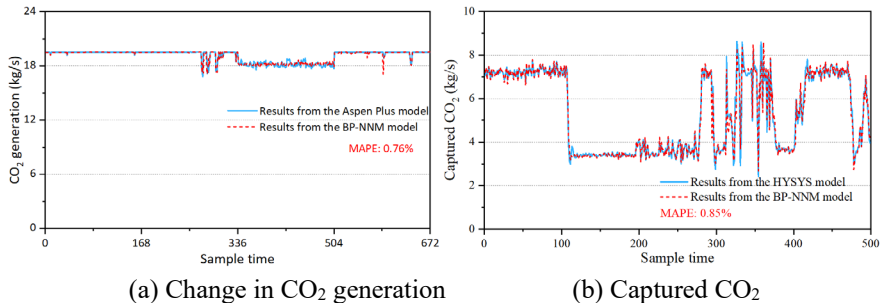 CO₂ generation (kg/s)
24
18
12
6
0
Results from the Aspen Plus model
Results from the BP-NNM model
MAPE: 0.76%
0 168 336 504 672
Sample time
(a) Change in CO₂ generation
Captured CO₂ (kg/s)
10
8
6
4
2
0
Results from the HYSYS model
Results from the BP-NNM model
MAPE: 0.85%
0 100 200 300 400 500
Sample time
(b) Captured CO₂